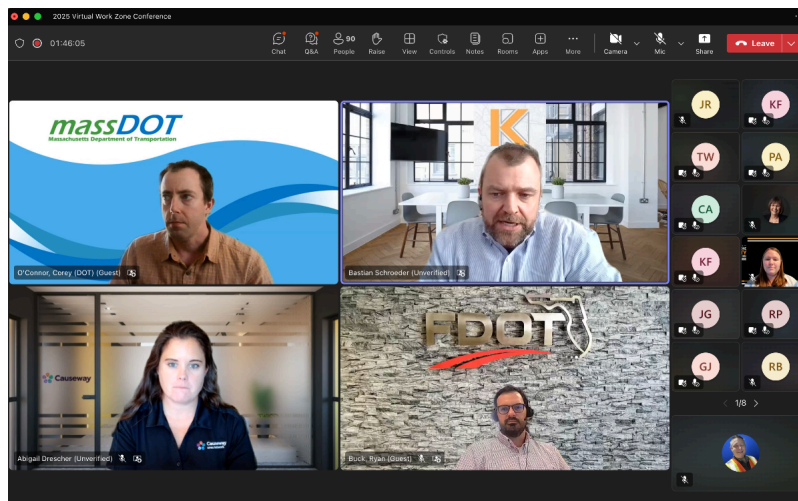 2025 Virtual Work Zone Conference
01:46:05
90
Chat Q&A People Raise View Controls Notes Rooms Apps More Camera Mic Share Leave
massDOT
Massachusetts Department of Transportation
O'Connor, Corey (DOT) (Guest)
K
Bastian Schroeder (Unverified)
Causeway
Causeway
Abigail Drescher (Unverified)
FDOT
Buck, Ryan (Guest)
JR KF
TW PA
CA
KF
JG RP
GJ RB
1/8